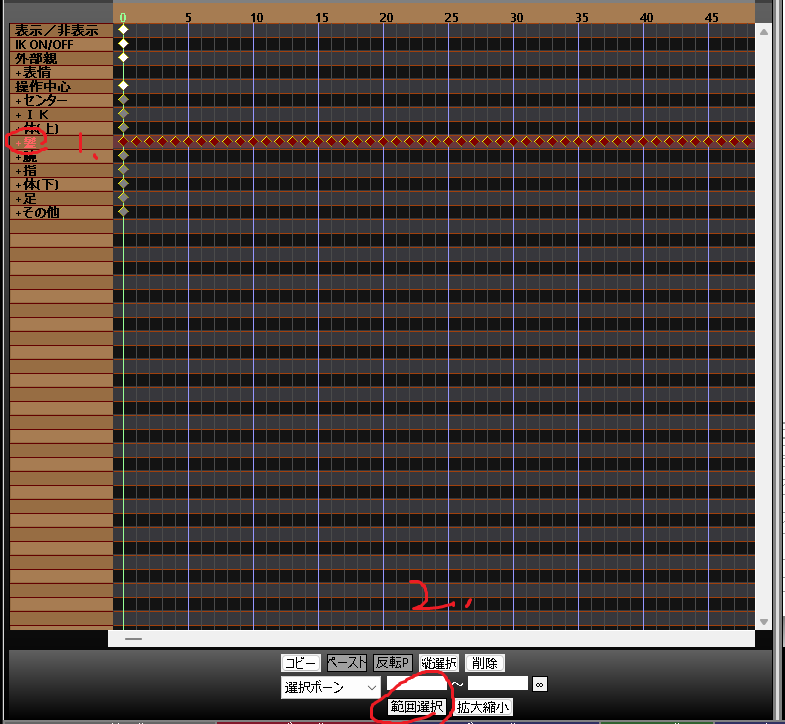 0 5 10 15 20 25 30 35 40 45
表示／非表示
IK ON/OFF
外部親
+表情
操作中心
+センター
+ＩＫ
+体(上)
1.
+腕
+指
+体(下)
+足
+その他
2..
コピー ペースト 反転P 縦選択 削除
選択ボーン ～ ∞
範囲選択 拡大縮小